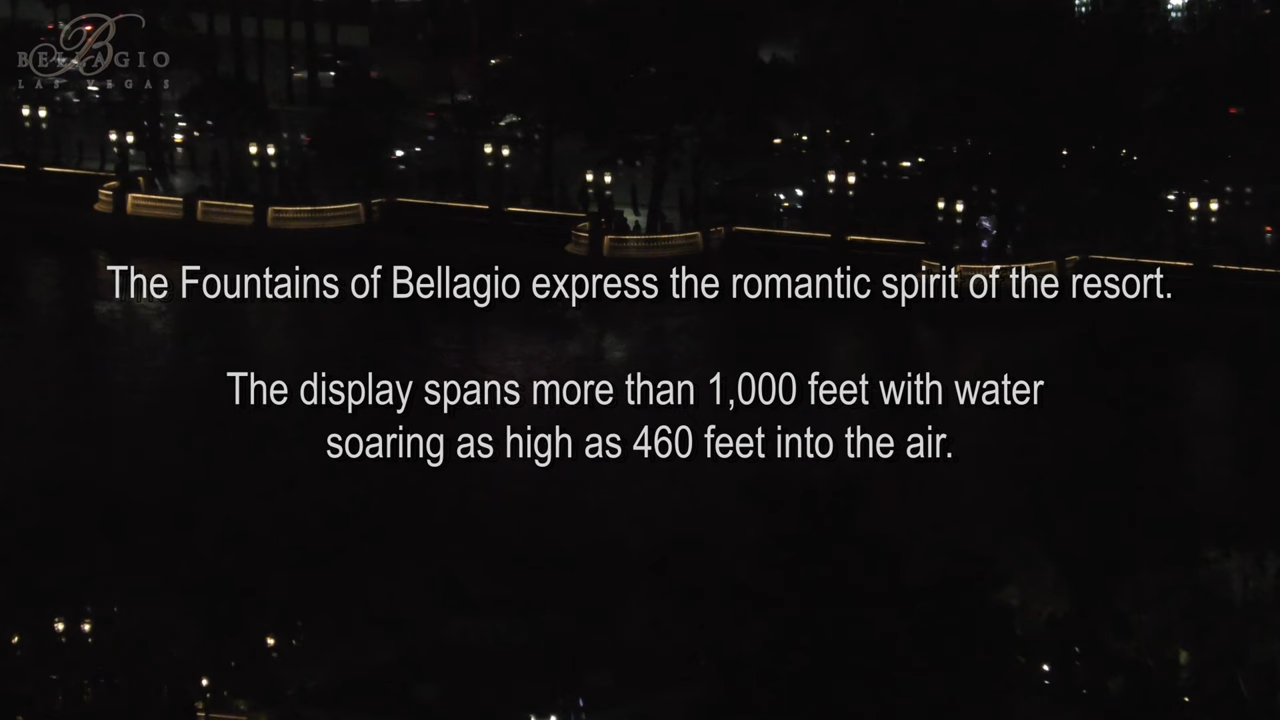 B
BELLAGIO
LAS VEGAS
The Fountains of Bellagio express the romantic spirit of the resort.
The display spans more than 1,000 feet with water
soaring as high as 460 feet into the air.